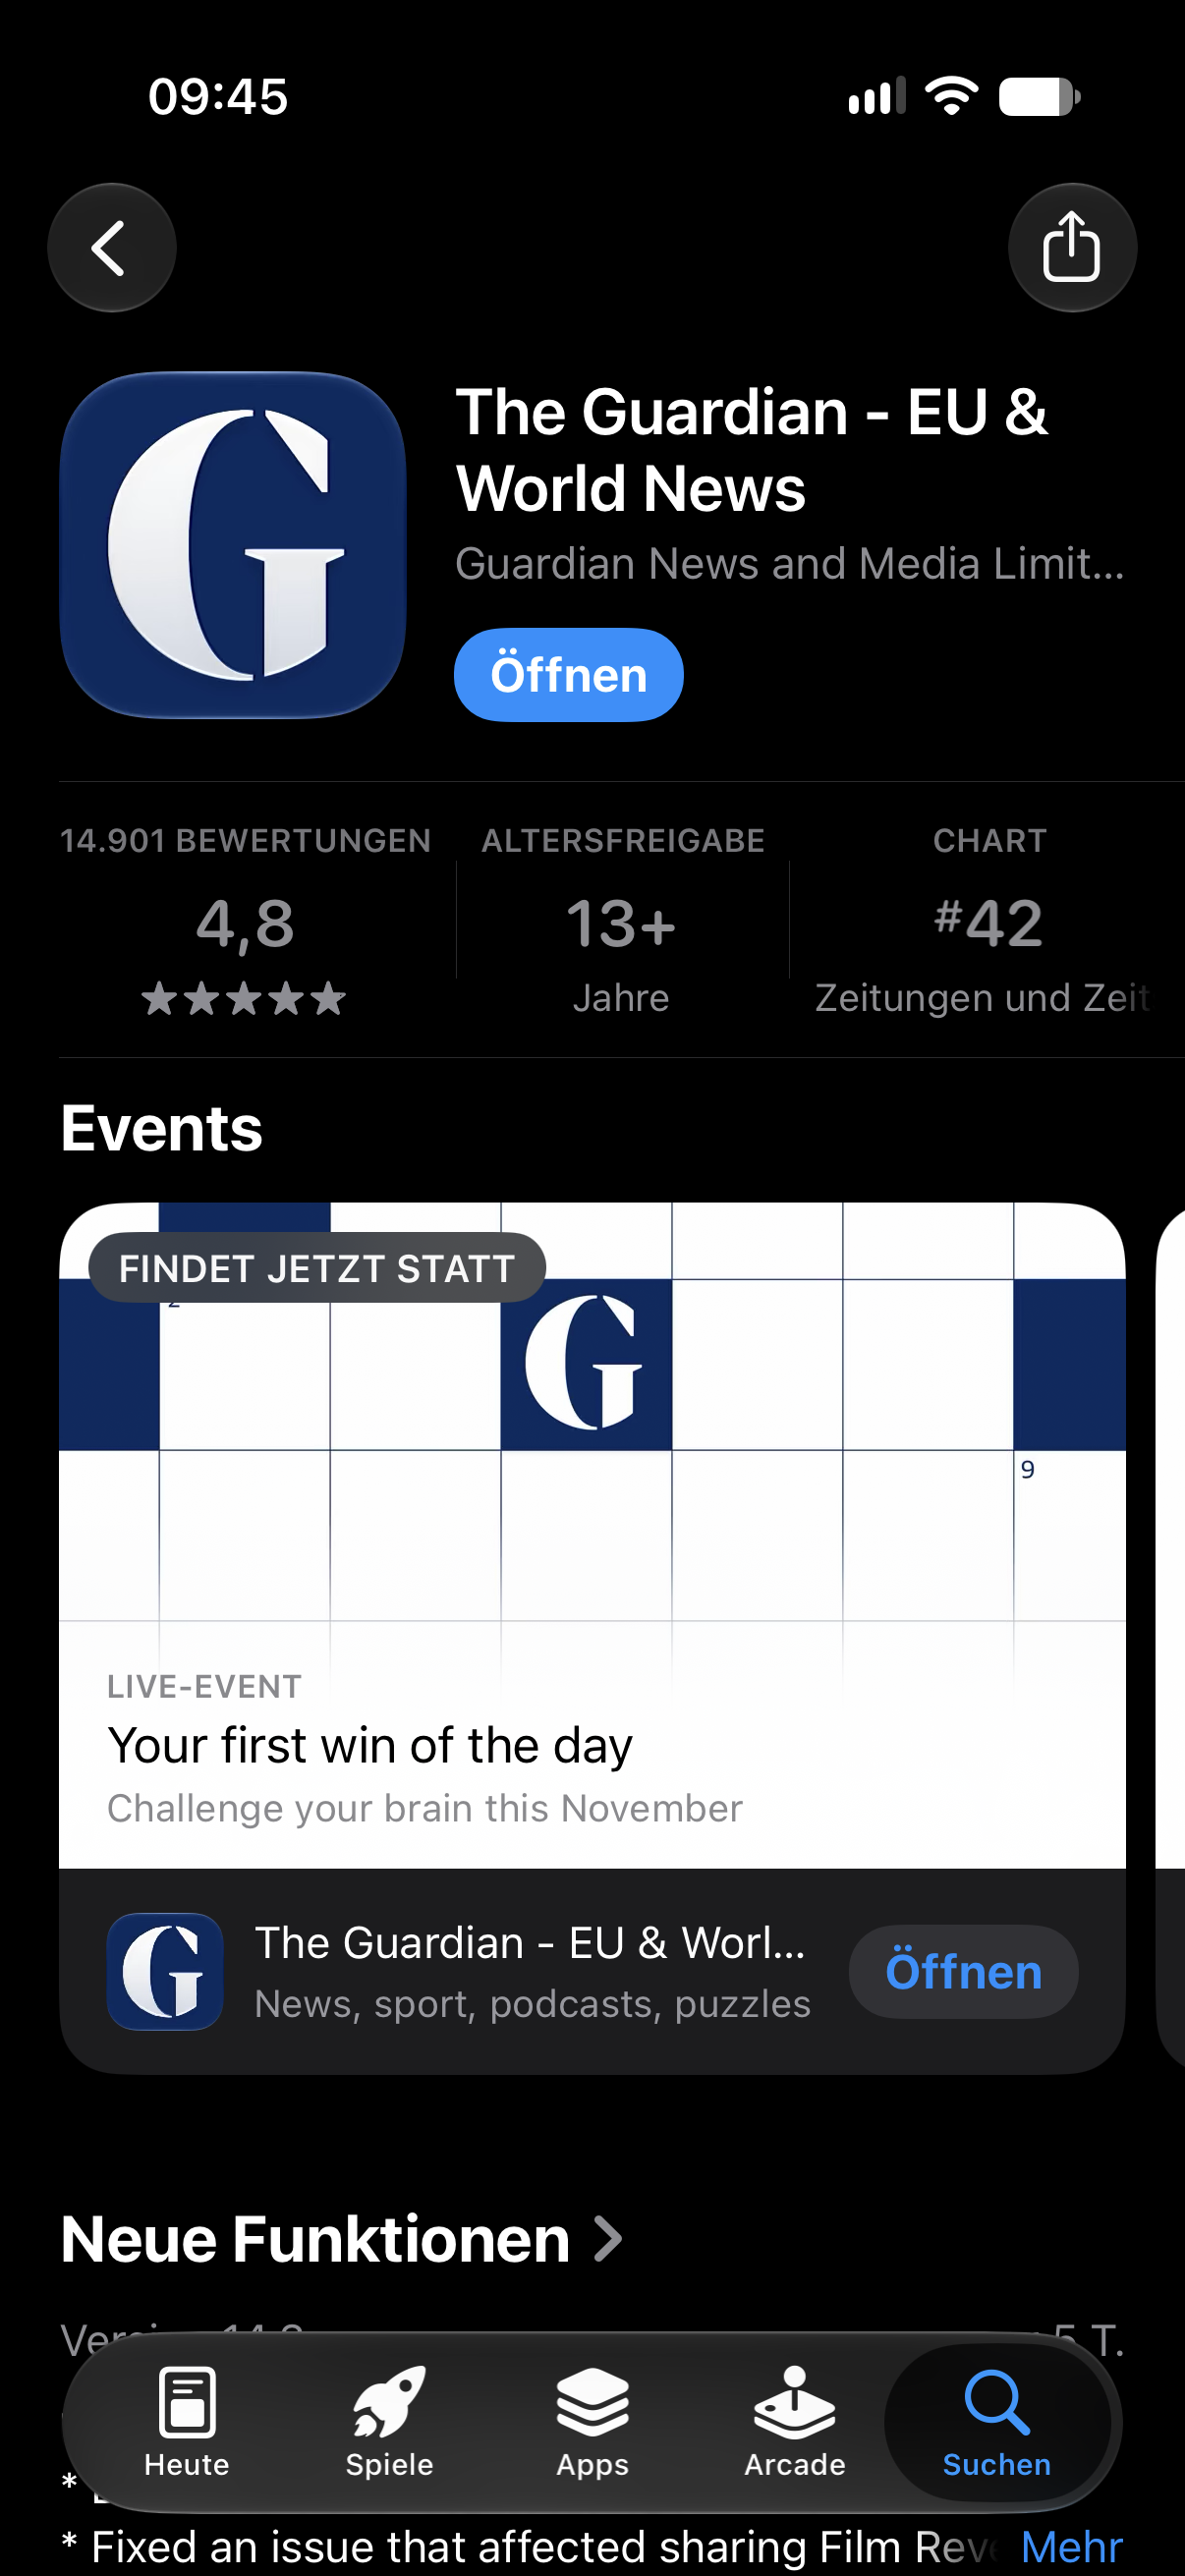 09:45
The Guardian - EU &
World News
Guardian News and Media Limit...
Öffnen
14.901 BEWERTUNGEN
4,8
ALTERSFREIGABE
13+
Jahre
CHART
#42
Zeitungen und Zeit
Events
FINDET JETZT STATT
2
G
9
LIVE-EVENT
Your first win of the day
Challenge your brain this November
The Guardian - EU & Worl...
News, sport, podcasts, puzzles
Öffnen
Neue Funktionen
5 T.
Heute
Spiele
Apps
Arcade
Suchen
*
* Fixed an issue that affected sharing Film Reve
Mehr